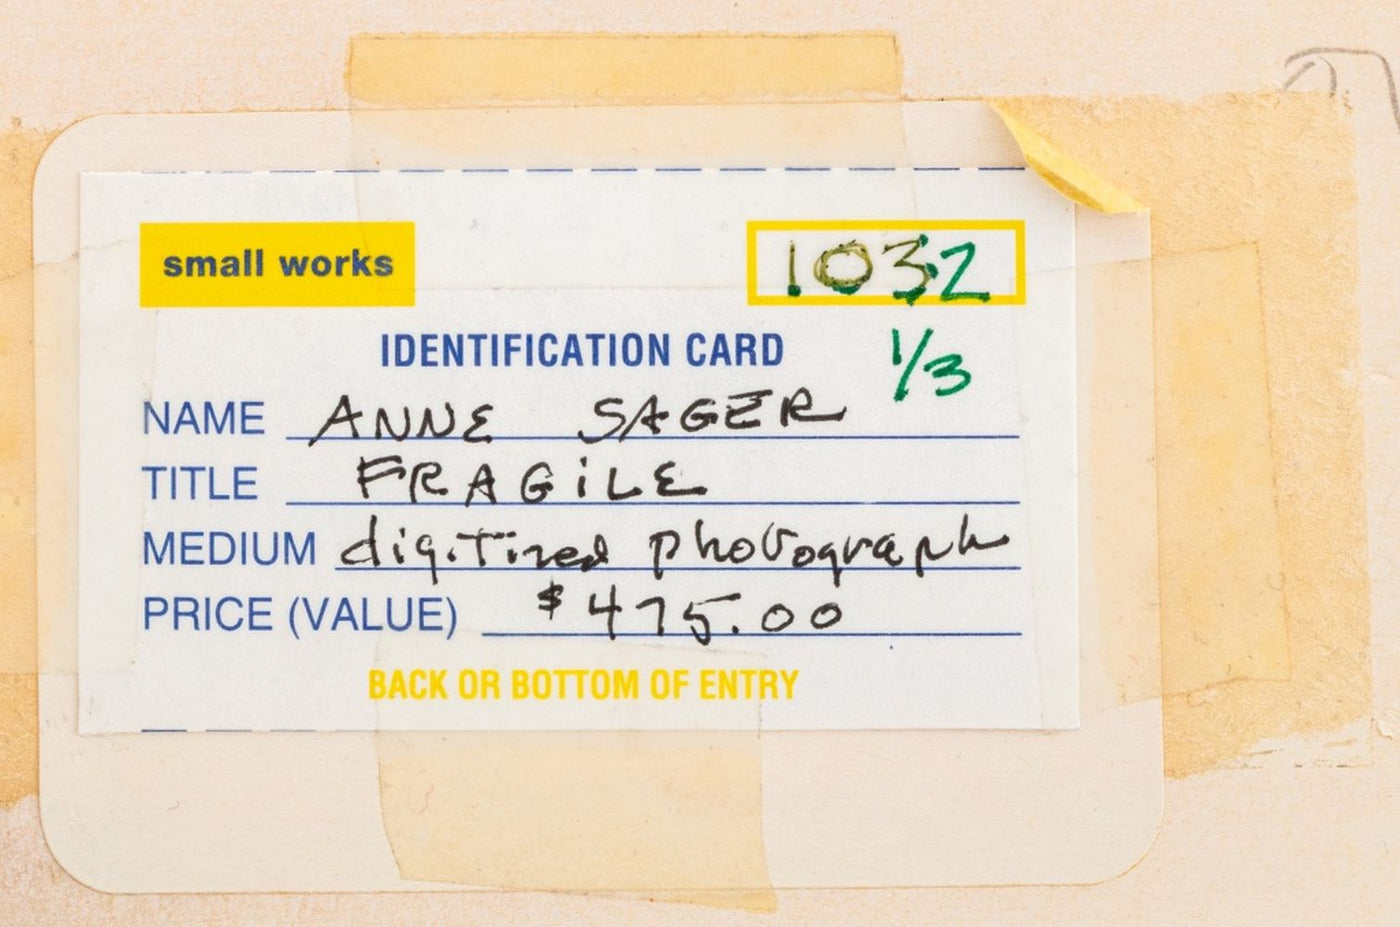 small works 1032
IDENTIFICATION CARD
1/3
NAME ANNE SAGER
TITLE FRAGiLE
MEDIUM digitized photograph
PRICE (VALUE) $475.00
BACK OR BOTTOM OF ENTRY